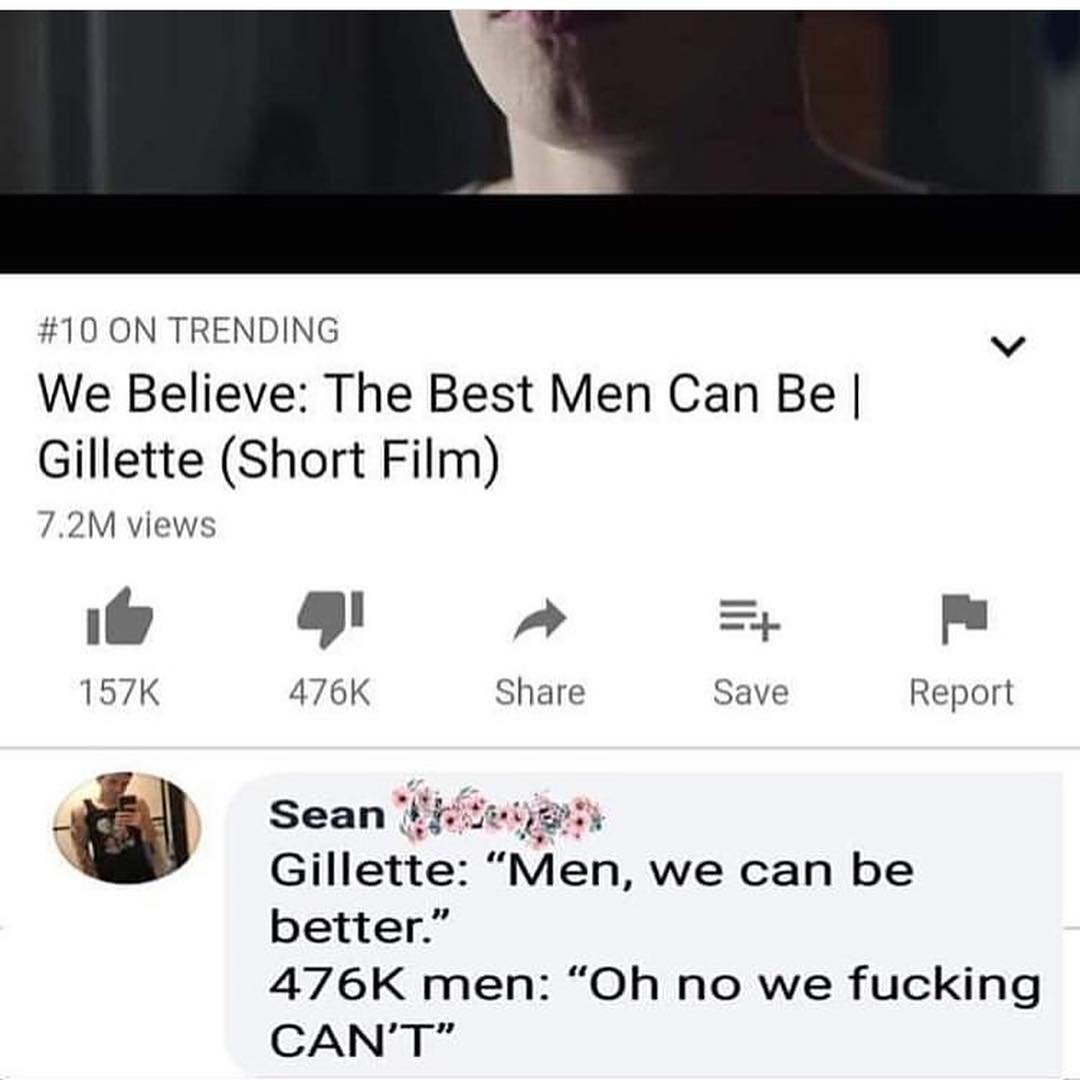 #10 ON TRENDING
We Believe: The Best Men Can Be |
Gillette (Short Film)
7.2M views
157K 476K Share Save Report
Sean
Gillette: “Men, we can be
better.”
476K men: “Oh no we fucking
CAN’T”